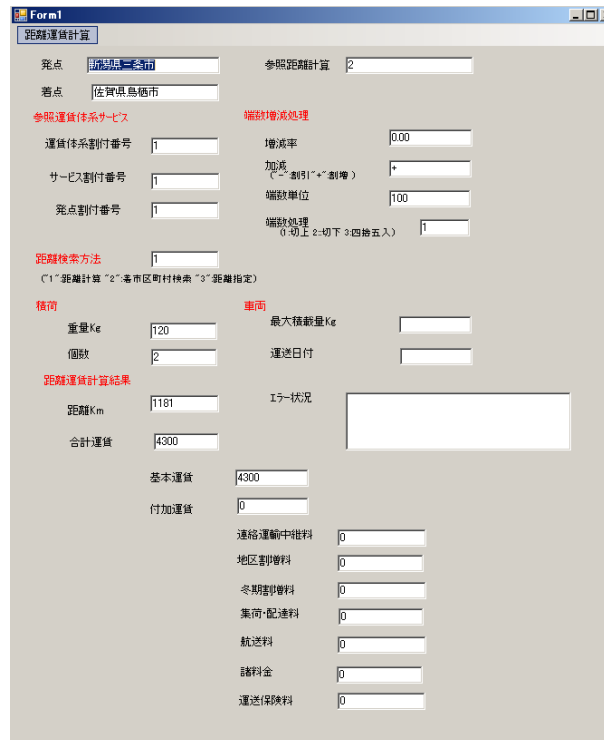 Form1
距離運賃計算
発点 新潟県三条市 参照距離計算 2
着点 佐賀県鳥栖市
参照運賃体系サービス 端数増減処理
運賃体系割付番号 1 増減率 0.00
サービス割付番号 1 加減 +
("-"割引"+"割増 )
発点割付番号 1 端数単位 100
端数処理 1
(1:切上 2:切下 3:四捨五入)
距離検索方法 1
("1":距離計算 "2":着市区町村検索 "3":距離指定)
積荷 車両
重量Kg 120 最大積載量Kg
個数 2 運送日付
距離運賃計算結果
距離Km 1181 エラー状況
合計運賃 4300
基本運賃 4300
付加運賃 0
連絡運輸中継料 0
地区割増料 0
冬期割増料 0
集荷・配達料 0
航送料 0
諸料金 0
運送保険料 0